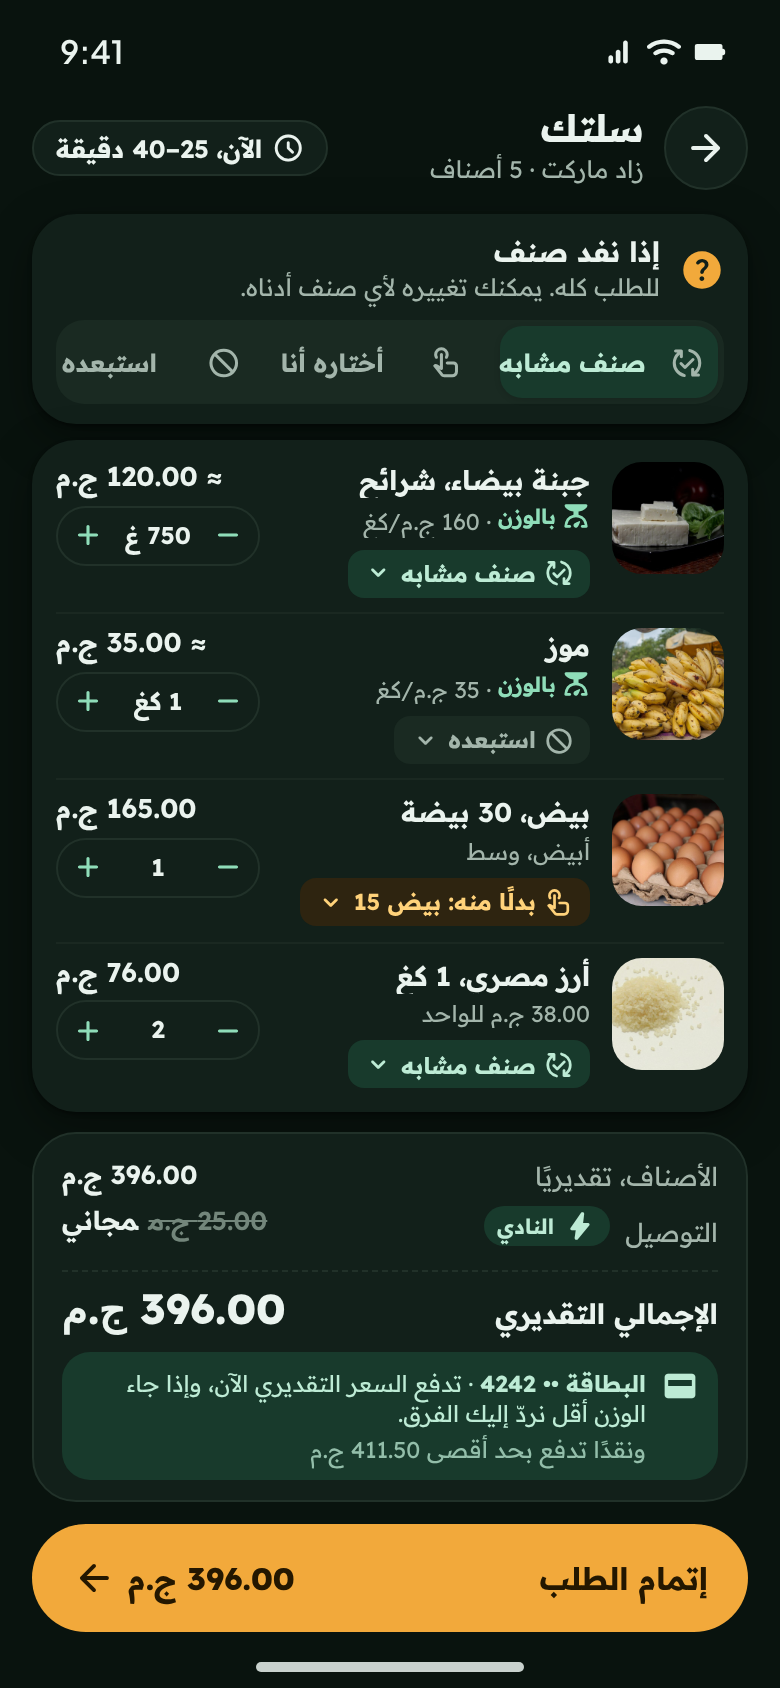 9:41
سلتك
زاد ماركت · 5 أصناف
الآن، 25–40 دقيقة
إذا نفد صنف
للطلب كله. يمكنك تغييره لأي صنف أدناه.
صنف مشابه
أختاره أنا
استبعده
جبنة بيضاء، شرائح
≈ 120.00 ج.م
بالوزن · 160 ج.م/كغ
− 750 غ +
صنف مشابه
موز
≈ 35.00 ج.م
بالوزن · 35 ج.م/كغ
− 1 كغ +
استبعده
بيض، 30 بيضة
165.00 ج.م
أبيض، وسط
− 1 +
بدلًا منه: بيض 15
أرز مصرى، 1 كغ
76.00 ج.م
38.00 ج.م للواحد
− 2 +
صنف مشابه
الأصناف، تقديريًا
396.00 ج.م
التوصيل
النادي
25.00 ج.م مجاني
الإجمالي التقديري
396.00 ج.م
البطاقة •• 4242 · تدفع السعر التقديري الآن، وإذا جاء
الوزن أقل نردّ إليك الفرق.
ونقدًا تدفع بحد أقصى 411.50 ج.م
إتمام الطلب
396.00 ج.م